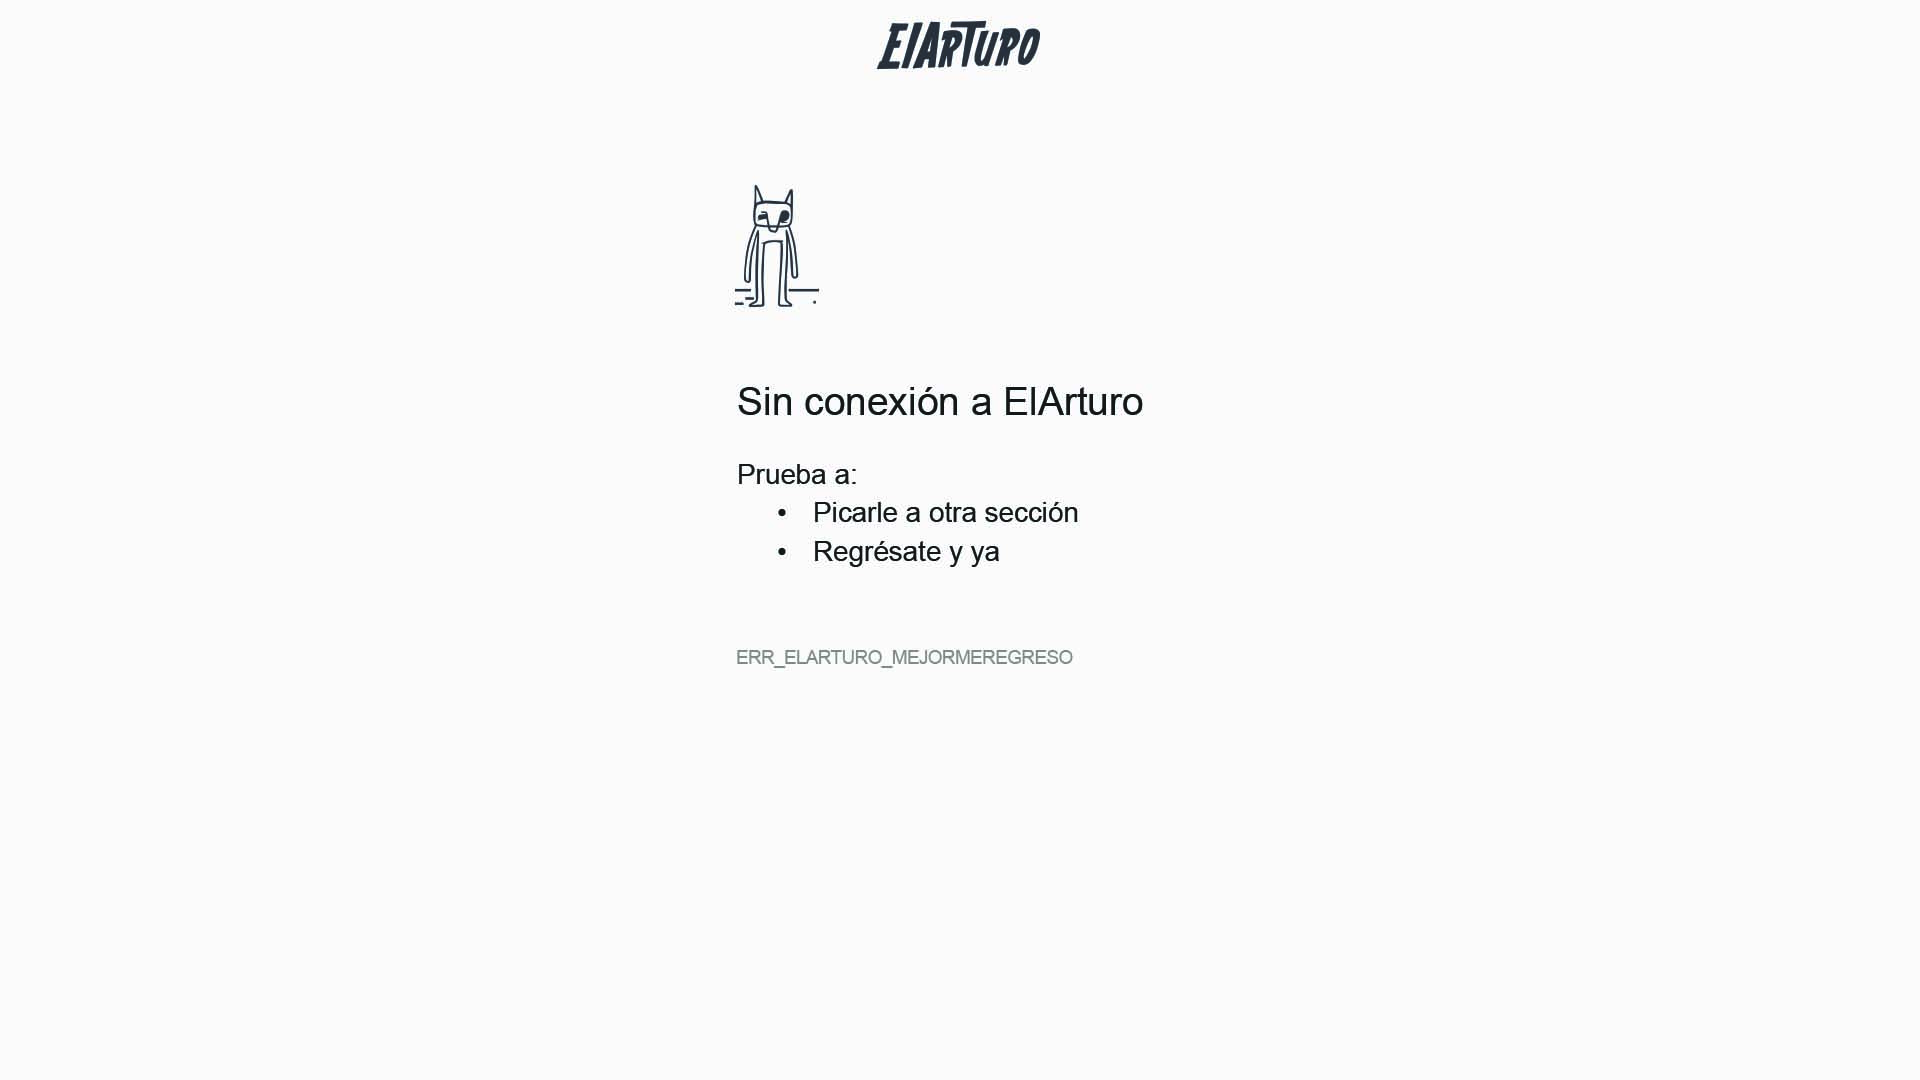 ElArTuro
Sin conexión a ElArturo
Prueba a:
• Picarle a otra sección
• Regrésate y ya
ERR_ELARTURO_MEJORMEREGRESO